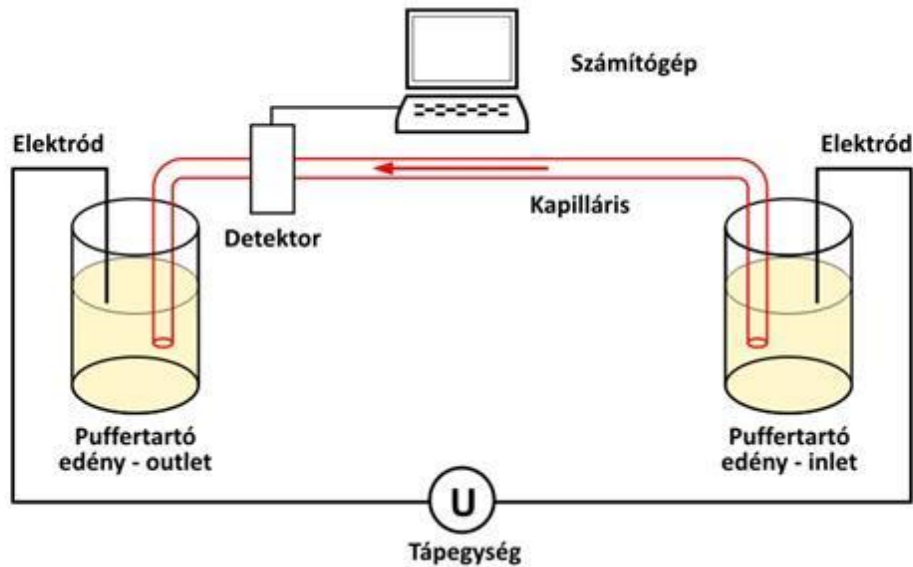 Számítógép
Elektród
Elektród
Kapilláris
Detektor
Puffertartó
edény - outlet
Puffertartó
edény - inlet
U
Tápegység